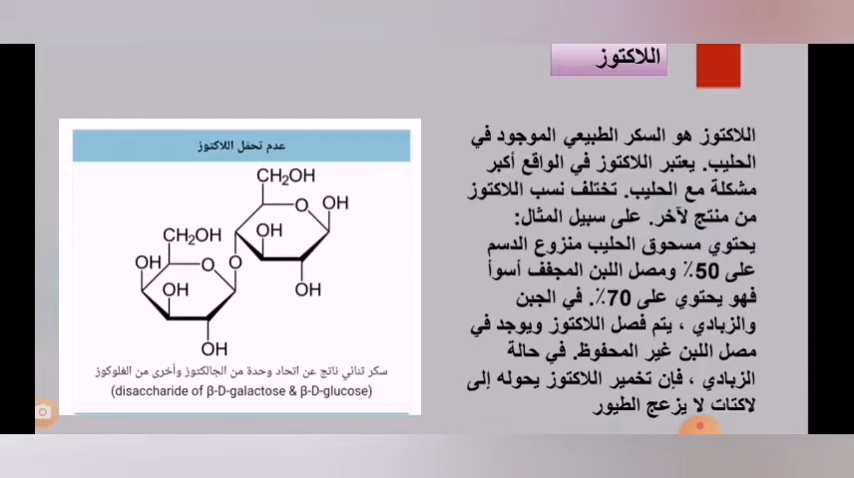 اللاكتوز
اللاكتوز هو السكر الطبيعي الموجود في
الحليب. يعتبر اللاكتوز في الواقع أكبر
مشكلة مع الحليب. تختلف نسب اللاكتوز
من منتج لآخر. على سبيل المثال:
يحتوي مسحوق الحليب منزوع الدسم
على 50٪ ومصل اللبن المجفف أسوأ
فهو يحتوي على 70٪. في الجبن
والزبادي ، يتم فصل اللاكتوز ويوجد في
مصل اللبن غير المحفوظ. في حالة
الزبادي ، فإن تخمير اللاكتوز يحوله إلى
لاكتات لا يزعج الطيور
عدم تحمّل اللاكتوز
CH₂OH
O
OH
OH
CH₂OH
OH
O
O
OH
OH
OH
سكر ثنائي ناتج عن اتحاد وحدة من الجالكتوز وأخرى من الغلوكوز
(disaccharide of β-D-galactose & β-D-glucose)